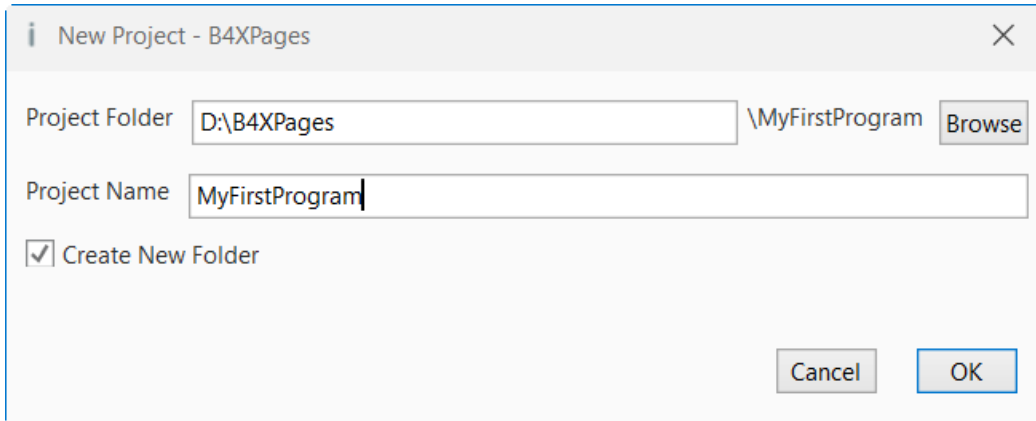 New Project - B4XPages
Project Folder D:\B4XPages \MyFirstProgram Browse
Project Name MyFirstProgram
Create New Folder
Cancel OK